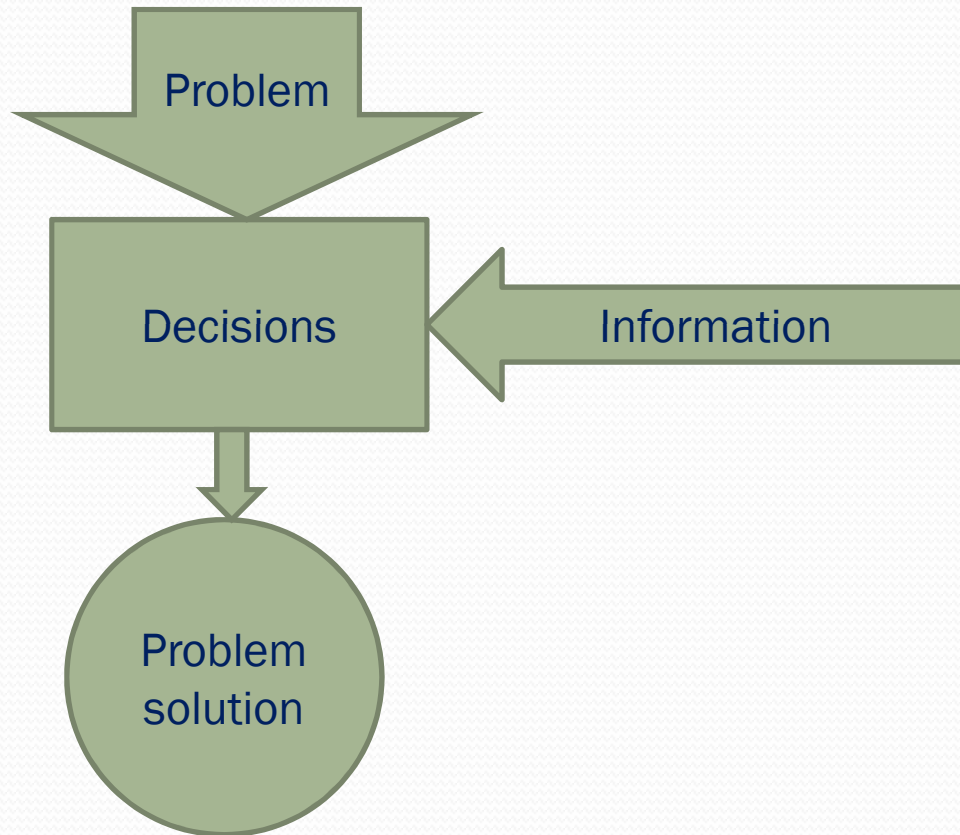 Problem
Decisions
Information
Problem
solution